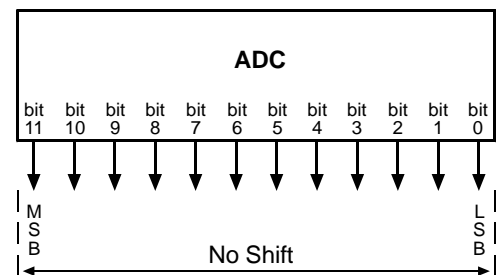 ADC
bit bit bit bit bit bit bit bit bit bit bit bit
11 10 9 8 7 6 5 4 3 2 1 0
M L
S S
B B
No Shift